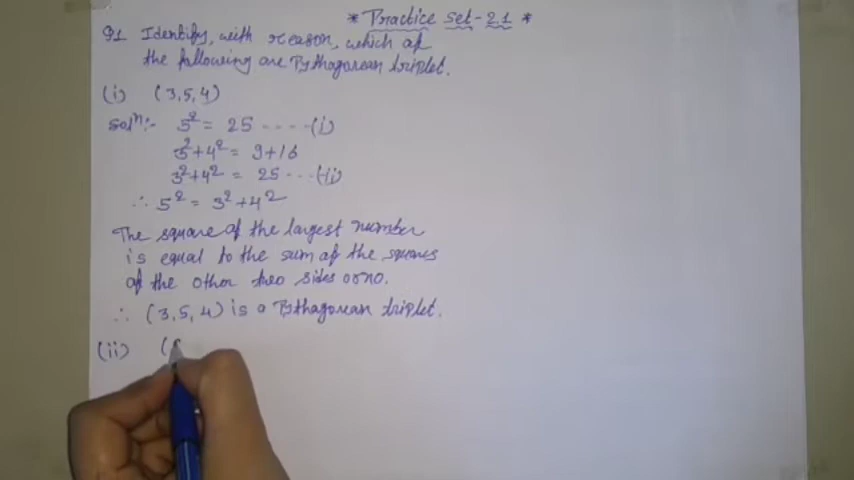 * Practice Set-2.1 *
Q1 Identify, with reason, which of
the following are Pythagorean triplet.
(i) (3,5,4)
Solⁿ:- 5² = 25 ---- (i)
3²+4² = 9+16
3²+4² = 25 --- (ii)
∴ 5² = 3²+4²
The square of the largest number
is equal to the sum of the squares
of the other two sides or no.
∴ (3,5,4) is a Pythagorean triplet.
(ii) (